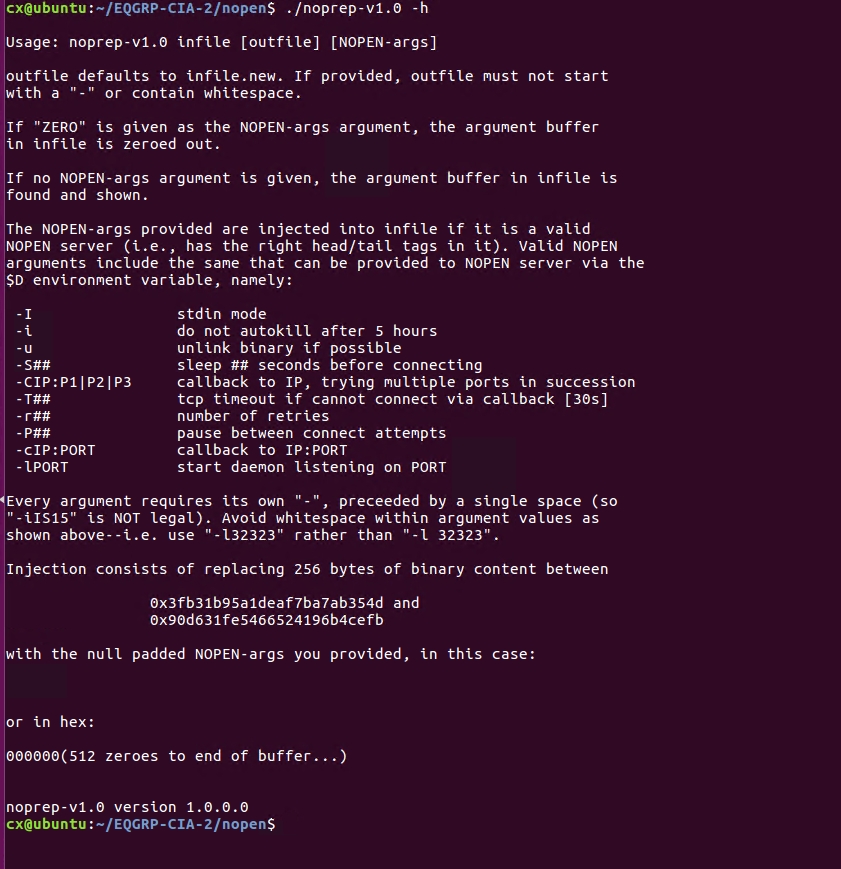 cx@ubuntu:~/EQGRP-CIA-2/nopen$ ./noprep-v1.0 -h
Usage: noprep-v1.0 infile [outfile] [NOPEN-args]
outfile defaults to infile.new. If provided, outfile must not start
with a "-" or contain whitespace.
If "ZERO" is given as the NOPEN-args argument, the argument buffer
in infile is zeroed out.
If no NOPEN-args argument is given, the argument buffer in infile is
found and shown.
The NOPEN-args provided are injected into infile if it is a valid
NOPEN server (i.e., has the right head/tail tags in it). Valid NOPEN
arguments include the same that can be provided to NOPEN server via the
$D environment variable, namely:
-I stdin mode
-i do not autokill after 5 hours
-u unlink binary if possible
-S## sleep ## seconds before connecting
-CIP:P1|P2|P3 callback to IP, trying multiple ports in succession
-T## tcp timeout if cannot connect via callback [30s]
-r## number of retries
-P## pause between connect attempts
-cIP:PORT callback to IP:PORT
-lPORT start daemon listening on PORT
Every argument requires its own "-", preceeded by a single space (so
"-iIS15" is NOT legal). Avoid whitespace within argument values as
shown above--i.e. use "-l32323" rather than "-l 32323".
Injection consists of replacing 256 bytes of binary content between
0x3fb31b95a1deaf7ba7ab354d and
0x90d631fe5466524196b4cefb
with the null padded NOPEN-args you provided, in this case:
or in hex:
000000(512 zeroes to end of buffer...)
noprep-v1.0 version 1.0.0.0
cx@ubuntu:~/EQGRP-CIA-2/nopen$